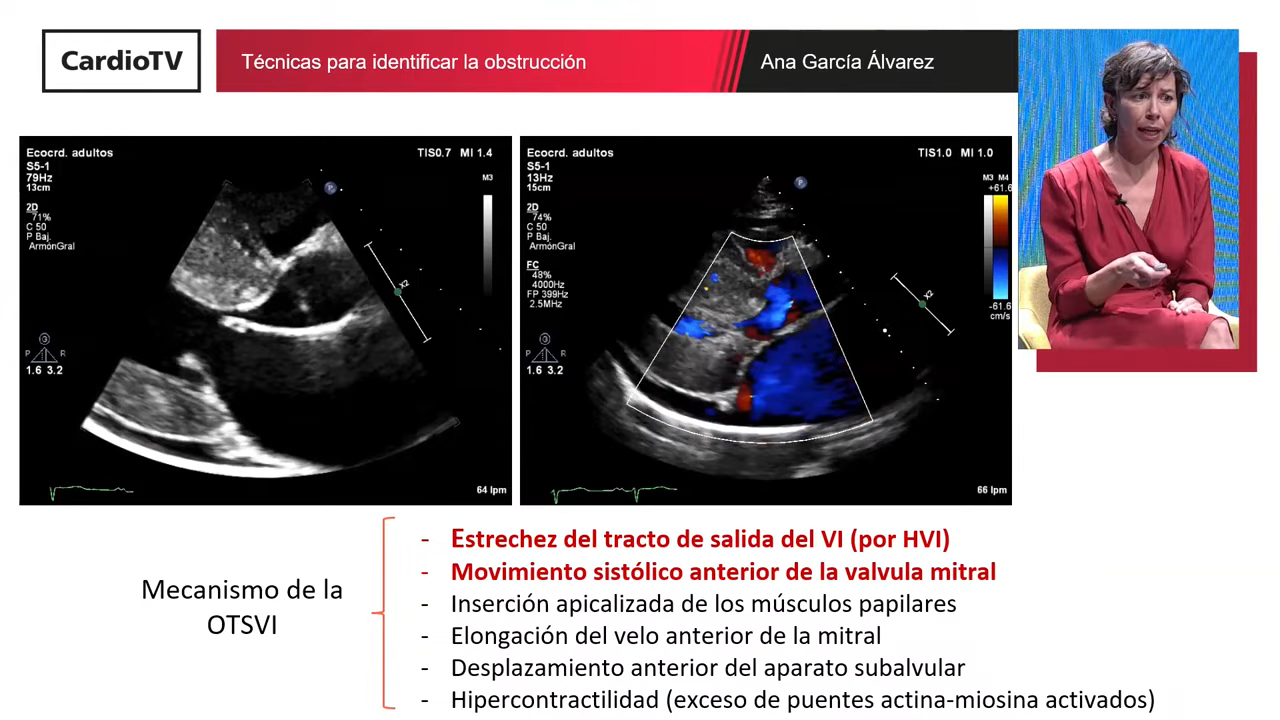 CardioTV
Técnicas para identificar la obstrucción
Ana García Álvarez
Ecocrd. adultos
TIS0.7 MI 1.4
S5-1
79Hz
13cm
M3
2D
71%
C 50
P Baj.
ArmónGral
x2
P R
1.6 3.2
64 lpm
Ecocrd. adultos
TIS1.0 MI 1.0
S5-1
13Hz
15cm
M3 M4
+61.6
2D
74%
C 50
P Baj.
ArmónGral
FC
48%
4000Hz
FP 399Hz
2.5MHz
x2
-61.6
cm/s
P R
1.6 3.2
66 lpm
Mecanismo de la
OTSVI
- Estrechez del tracto de salida del VI (por HVI)
- Movimiento sistólico anterior de la valvula mitral
- Inserción apicalizada de los músculos papilares
- Elongación del velo anterior de la mitral
- Desplazamiento anterior del aparato subalvular
- Hipercontractilidad (exceso de puentes actina-miosina activados)